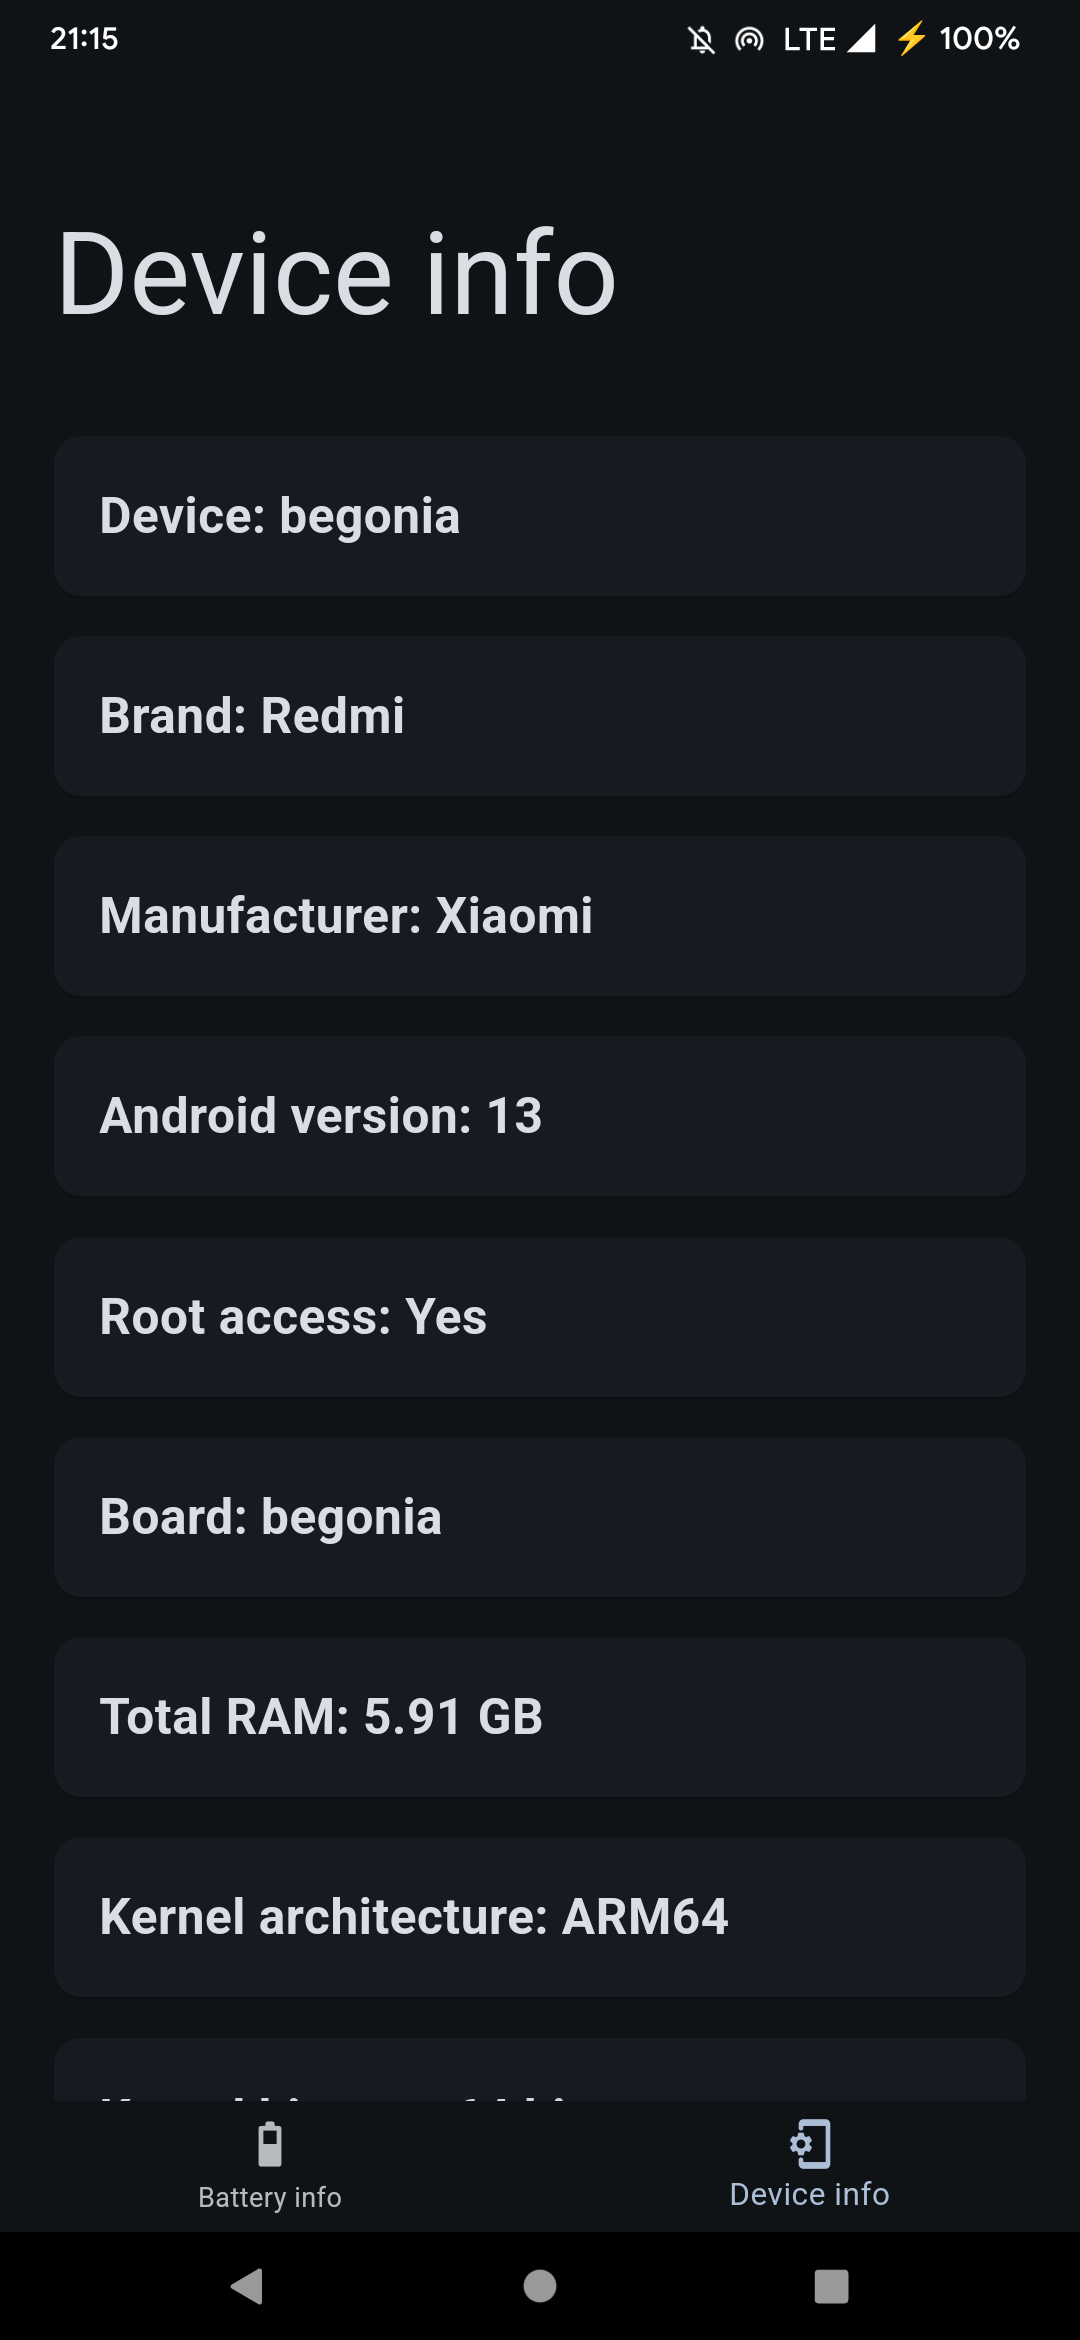 21:15 LTE 100%
Device info
Device: begonia
Brand: Redmi
Manufacturer: Xiaomi
Android version: 13
Root access: Yes
Board: begonia
Total RAM: 5.91 GB
Kernel architecture: ARM64
Battery info
Device info